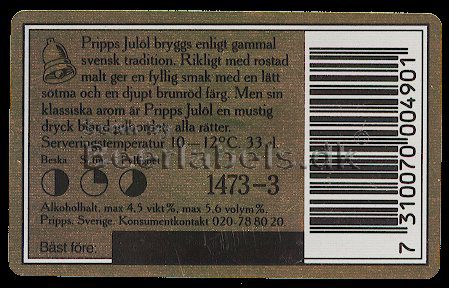 Pripps Julöl bryggs enligt gammal
svensk tradition. Rikligt med rostad
malt ger en fyllig smak med en lätt
sötma och en djupt brunröd färg. Men sin
klassiska arom är Pripps Julöl en mustig
dryck bland julbordets alla rätter.
Serveringstemperatur 10–12°C. 33 cl.
Beska Sötma Fyllighet
1473-3
Alkoholhalt. max 4.5 vikt%, max 5.6 volym%.
Pripps, Sverige. Konsumentkontakt 020-78 80 20.
Bäst före:
7 310070 004901
Beerlabels.dk